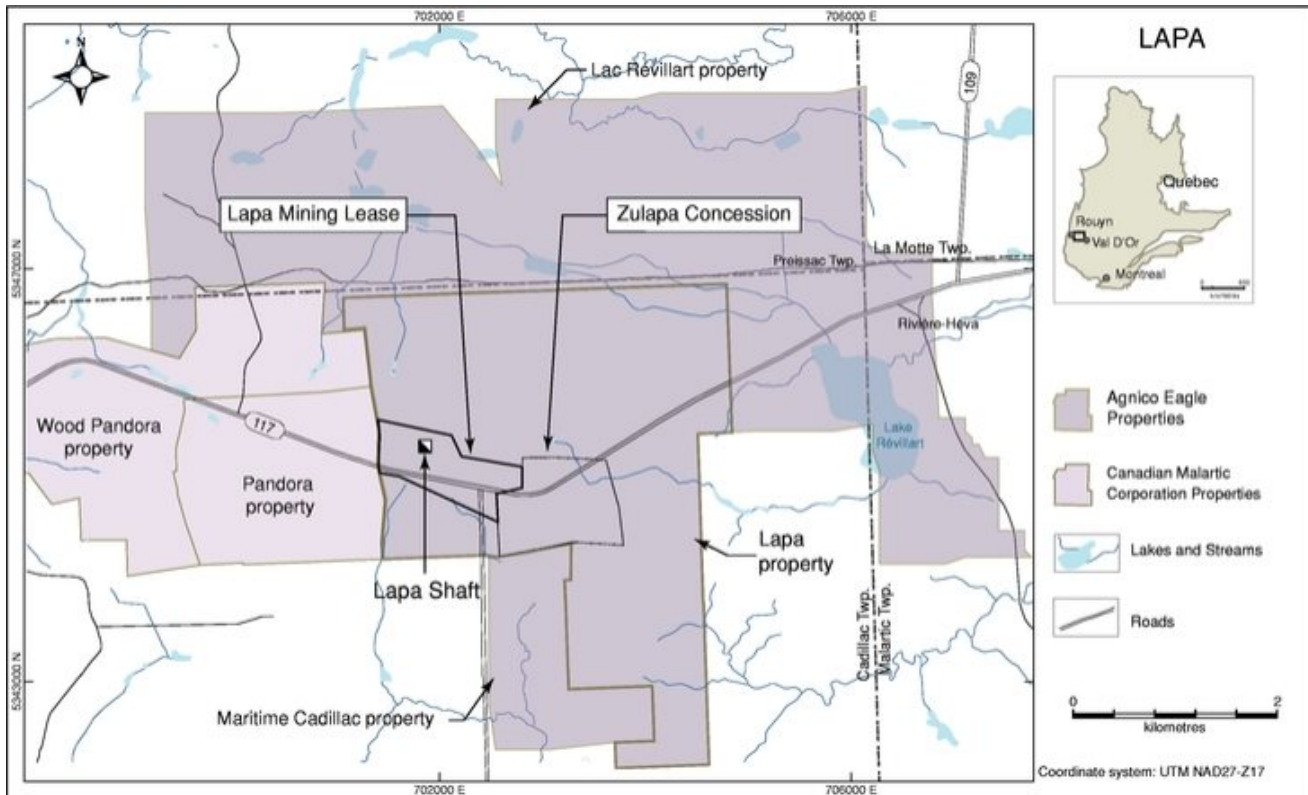 702000 E
706000 E
N
Lac Révillart property
109
Lapa Mining Lease
Zulapa Concession
La Motte Twp.
Preissac Twp.
5347000 N
Rivière-Héva
117
Wood Pandora
property
Pandora
property
Lake
Révillart
Lapa
property
Lapa Shaft
Cadillac Twp.
Malartic Twp.
5343000 N
Maritime Cadillac property
702000 E
706000 E
LAPA
Quebec
Rouyn
Val D'Or
Montreal
Agnico Eagle
Properties
Canadian Malartic
Corporation Properties
Lakes and Streams
Roads
0 2
kilometres
Coordinate system: UTM NAD27-Z17